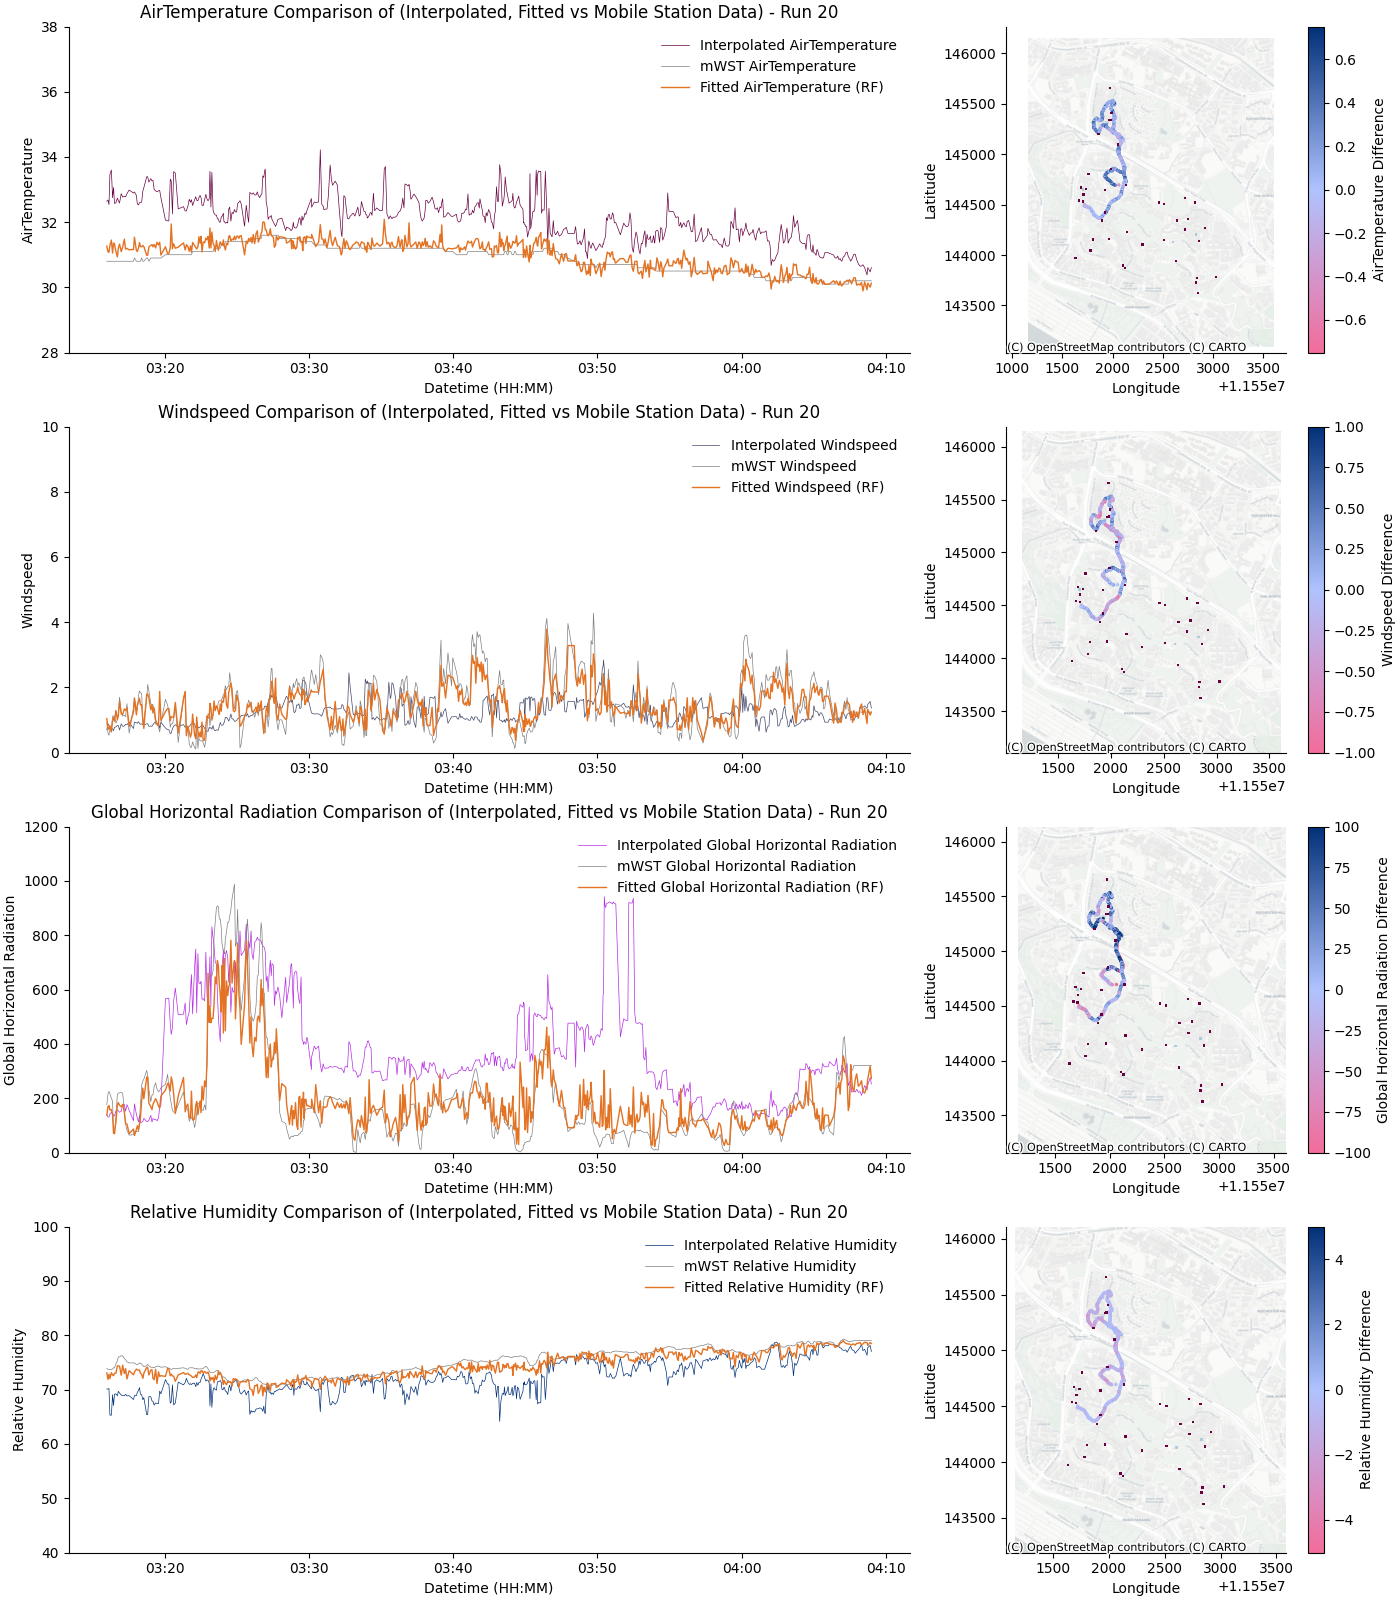 AirTemperature Comparison of (Interpolated, Fitted vs Mobile Station Data) - Run 20
38
36
34
32
30
28
AirTemperature
Interpolated AirTemperature
mWST AirTemperature
Fitted AirTemperature (RF)
03:20 03:30 03:40 03:50 04:00 04:10
Datetime (HH:MM)
146000
145500
145000
144500
144000
143500
Latitude
(C) OpenStreetMap contributors (C) CARTO
1000 1500 2000 2500 3000 3500
Longitude
+1.155e7
0.6
0.4
0.2
0.0
−0.2
−0.4
−0.6
AirTemperature Difference
Windspeed Comparison of (Interpolated, Fitted vs Mobile Station Data) - Run 20
10
8
6
4
2
0
Windspeed
Interpolated Windspeed
mWST Windspeed
Fitted Windspeed (RF)
03:20 03:30 03:40 03:50 04:00 04:10
Datetime (HH:MM)
146000
145500
145000
144500
144000
143500
Latitude
(C) OpenStreetMap contributors (C) CARTO
1500 2000 2500 3000 3500
Longitude
+1.155e7
1.00
0.75
0.50
0.25
0.00
−0.25
−0.50
−0.75
−1.00
Windspeed Difference
Global Horizontal Radiation Comparison of (Interpolated, Fitted vs Mobile Station Data) - Run 20
1200
1000
800
600
400
200
0
Global Horizontal Radiation
Interpolated Global Horizontal Radiation
mWST Global Horizontal Radiation
Fitted Global Horizontal Radiation (RF)
03:20 03:30 03:40 03:50 04:00 04:10
Datetime (HH:MM)
146000
145500
145000
144500
144000
143500
Latitude
(C) OpenStreetMap contributors (C) CARTO
1500 2000 2500 3000 3500
Longitude
+1.155e7
100
75
50
25
0
−25
−50
−75
−100
Global Horizontal Radiation Difference
Relative Humidity Comparison of (Interpolated, Fitted vs Mobile Station Data) - Run 20
100
90
80
70
60
50
40
Relative Humidity
Interpolated Relative Humidity
mWST Relative Humidity
Fitted Relative Humidity (RF)
03:20 03:30 03:40 03:50 04:00 04:10
Datetime (HH:MM)
146000
145500
145000
144500
144000
143500
Latitude
(C) OpenStreetMap contributors (C) CARTO
1500 2000 2500 3000 3500
Longitude
+1.155e7
4
2
0
−2
−4
Relative Humidity Difference